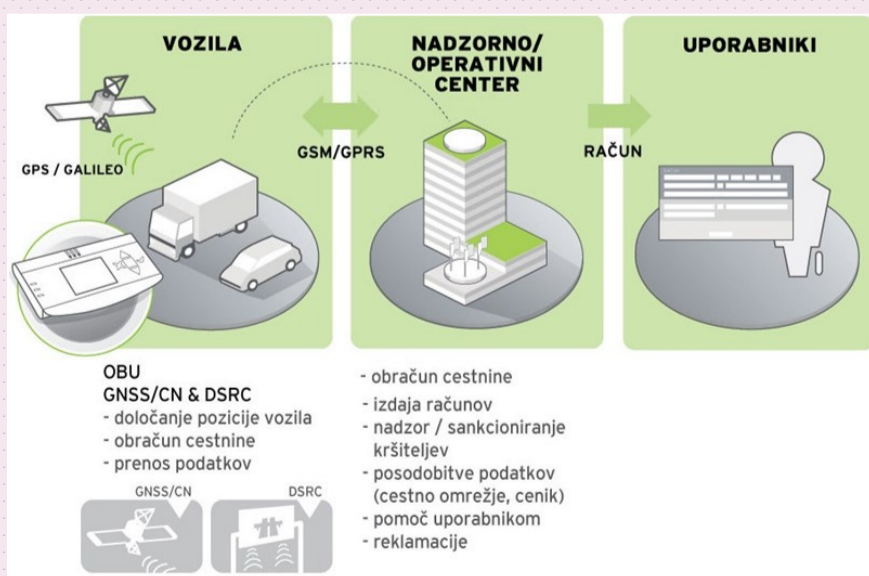 VOZILA
NADZORNO/
OPERATIVNI
CENTER
UPORABNIKI
GPS / GALILEO
GSM/GPRS
RAČUN
OBU
GNSS/CN & DSRC
- določanje pozicije vozila
- obračun cestnine
- prenos podatkov
GNSS/CN
DSRC
- obračun cestnine
- izdaja računov
- nadzor / sankcioniranje
kršiteljev
- posodobitve podatkov
(cestno omrežje, cenik)
- pomoč uporabnikom
- reklamacije